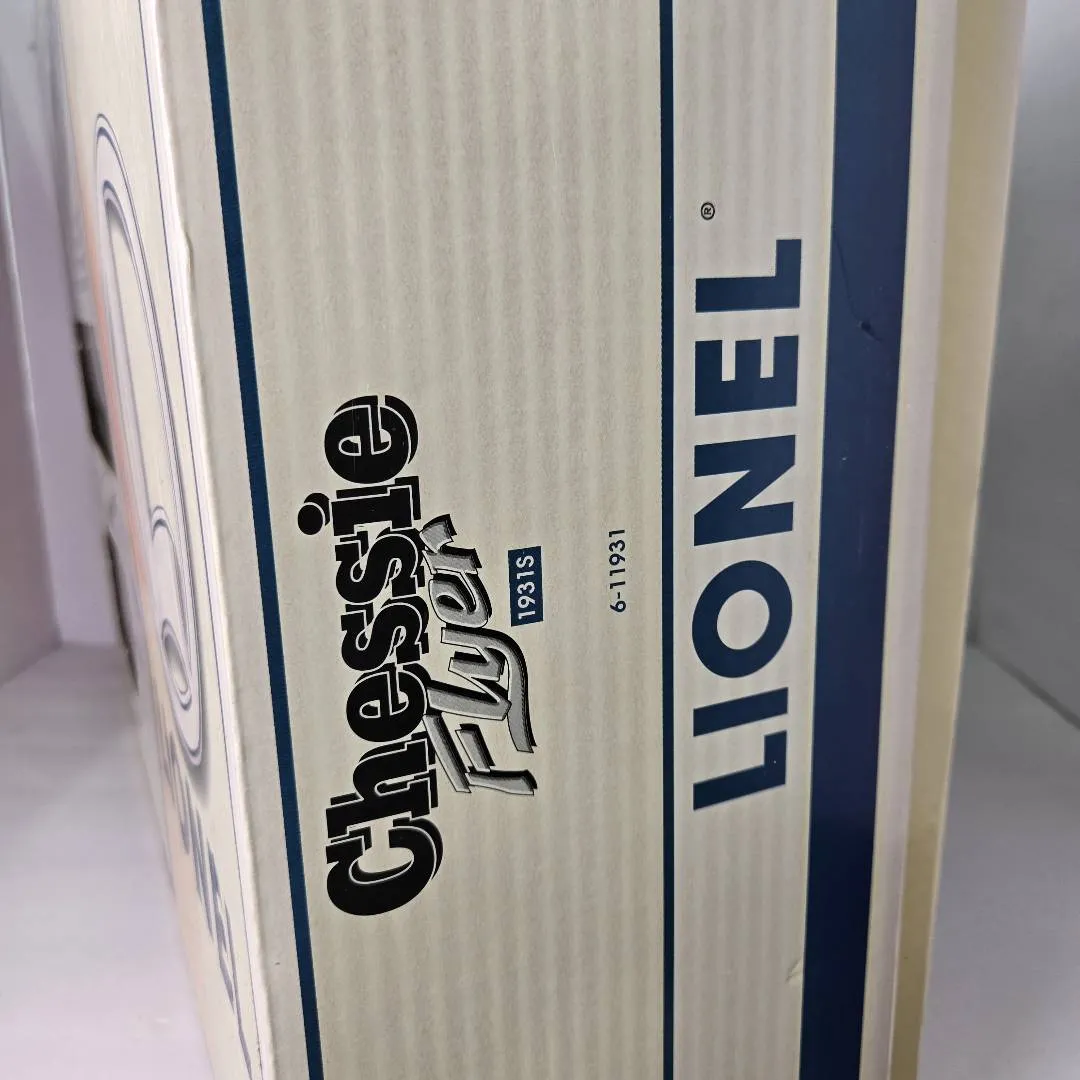 Chessie
Flyer
1931S
6-11931
LIONEL®